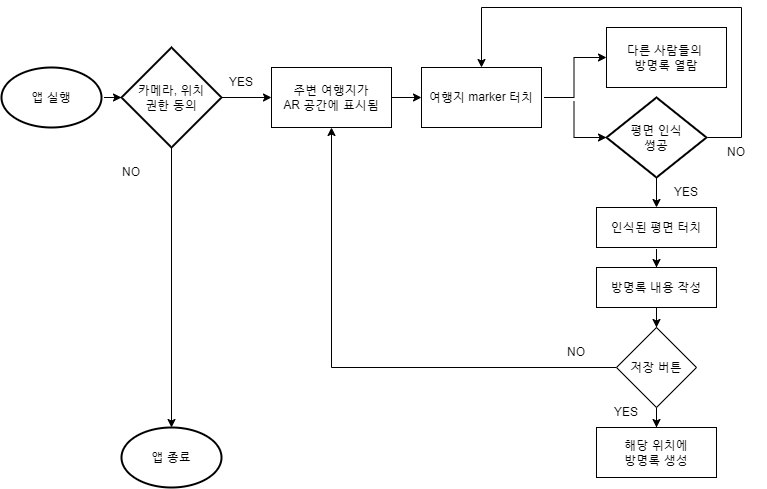 앱 실행
카메라, 위치
권한 동의
YES
NO
주변 여행지가
AR 공간에 표시됨
여행지 marker 터치
다른 사람들의
방명록 열람
평면 인식
썽공
NO
YES
인식된 평면 터치
방명록 내용 작성
저장 버튼
NO
YES
해당 위치에
방명록 생성
앱 종료